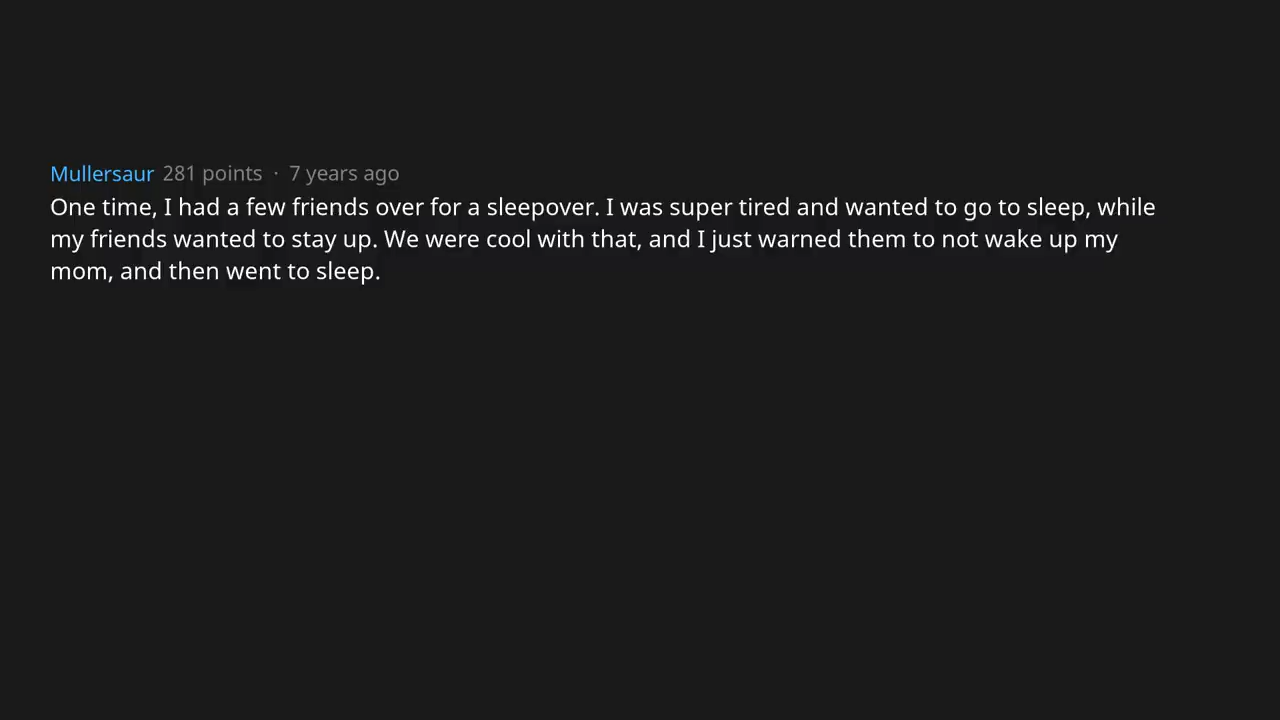 Mullersaur 281 points · 7 years ago
One time, I had a few friends over for a sleepover. I was super tired and wanted to go to sleep, while
my friends wanted to stay up. We were cool with that, and I just warned them to not wake up my
mom, and then went to sleep.